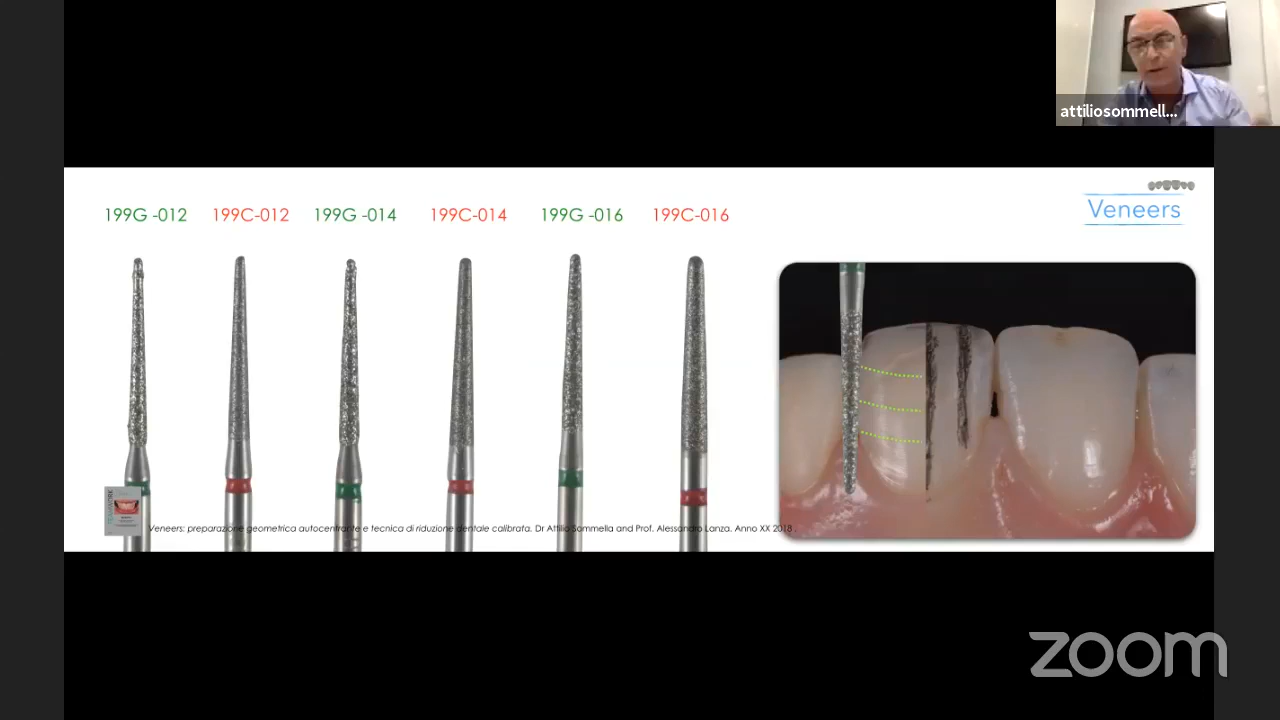 attiliosommell...
199G -012 199C-012 199G -014 199C-014 199G -016 199C-016
Veneers
Veneers: preparazione geometrica autocentrante e tecnica di riduzione dentale calibrata. Dr Attilio Sommella and Prof. Alessandro Lanza. Anno XX 2018
zoom